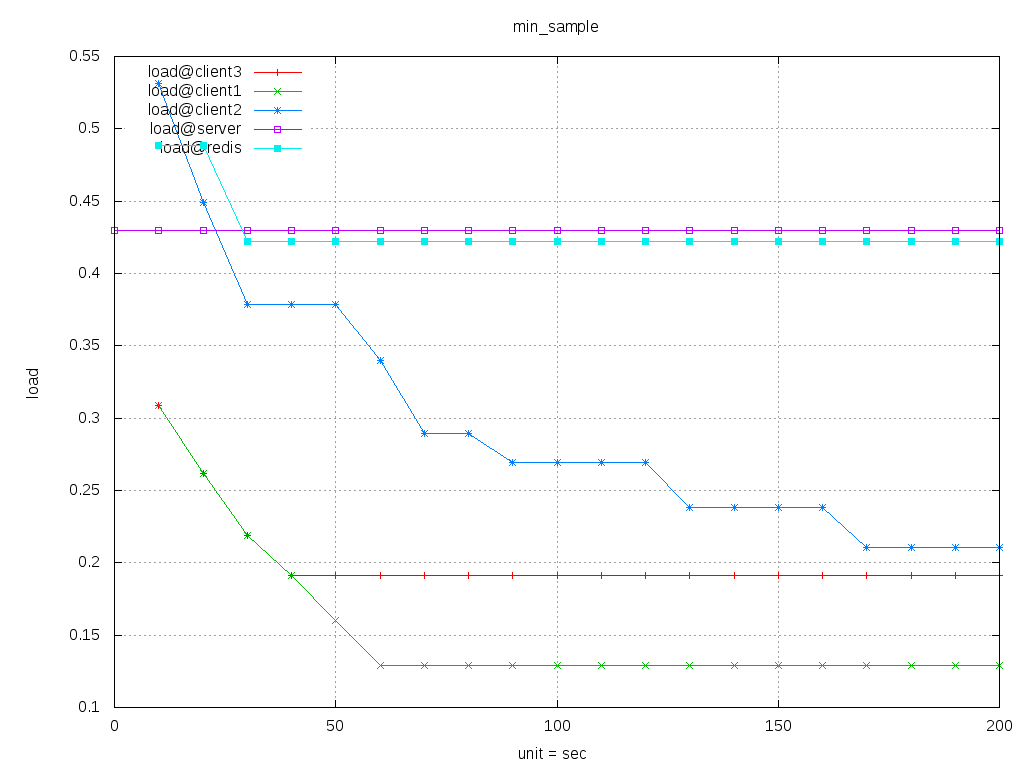 min_sample
load@client3
load@client1
load@client2
load@server
load@redis
0.55
0.5
0.45
0.4
0.35
0.3
0.25
0.2
0.15
0.1
load
0 50 100 150 200
unit = sec